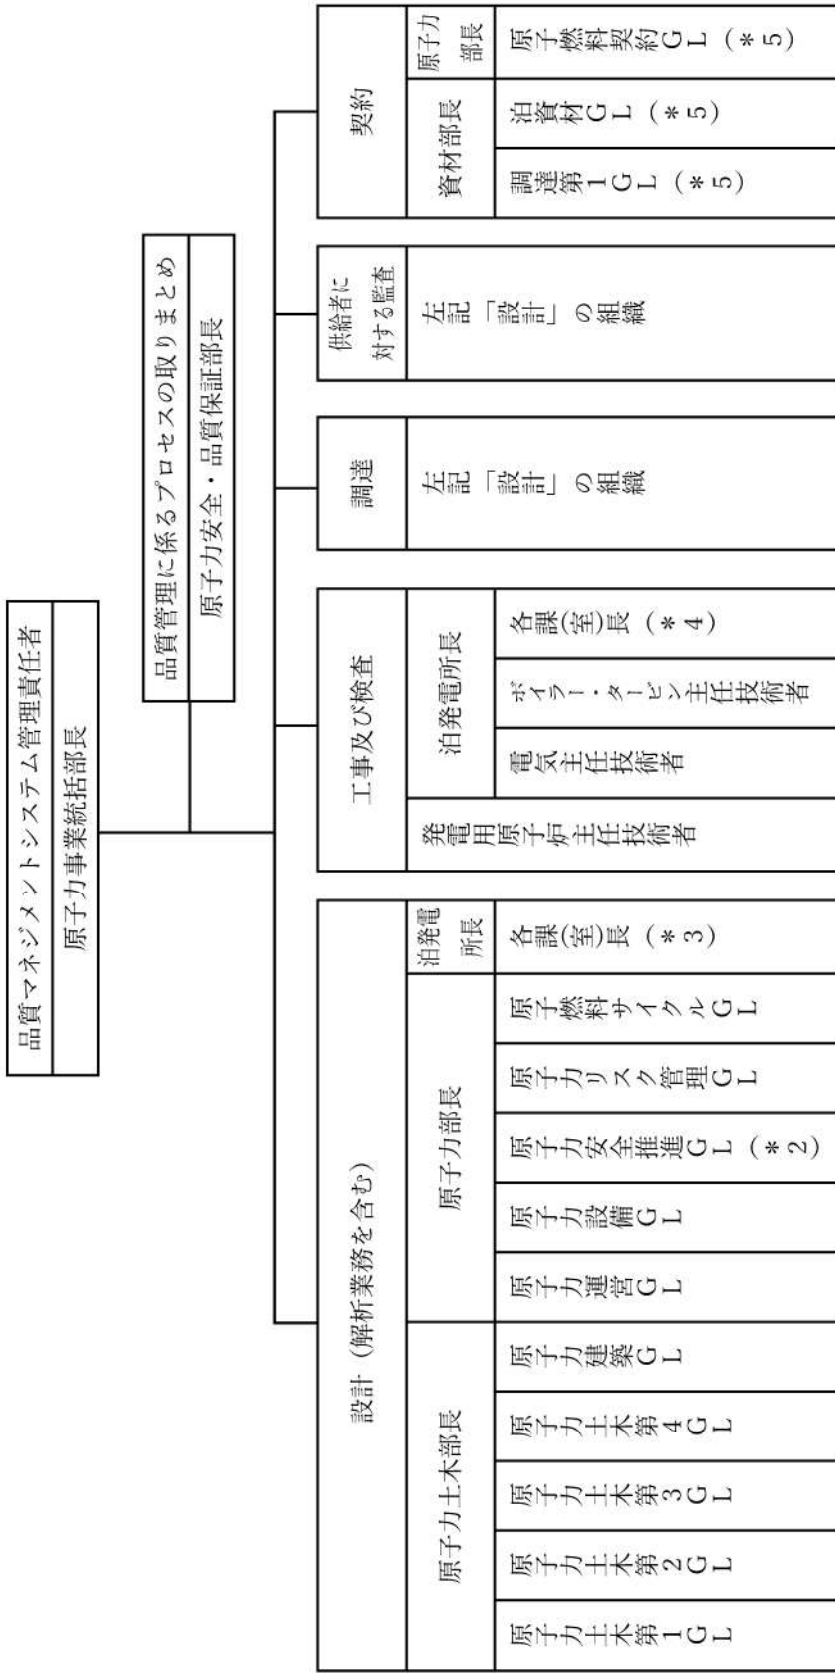 品質マネジメントシステム管理責任者
原子力事業統括部長
品質管理に係るプロセスの取りまとめ
原子力安全・品質保証部長
設計(解析業務を含む)
原子力土木部長
原子力土木第1GL
原子力土木第2GL
原子力土木第3GL
原子力土木第4GL
原子力建築GL
原子力部長
原子力運営GL
原子力設備GL
原子力安全推進GL(*2)
原子力リスク管理GL
原子燃料サイクルGL
泊発電
所長
各課(室)長(*3)
工事及び検査
発電用原子炉主任技術者
泊発電所長
電気主任技術者
ボイラー・タービン主任技術者
各課(室)長(*4)
調達
左記「設計」の組織
供給者に
対する監査
左記「設計」の組織
契約
資材部長
調達第1GL(*5)
泊資材GL(*5)
原子力
部長
原子燃料契約GL(*5)